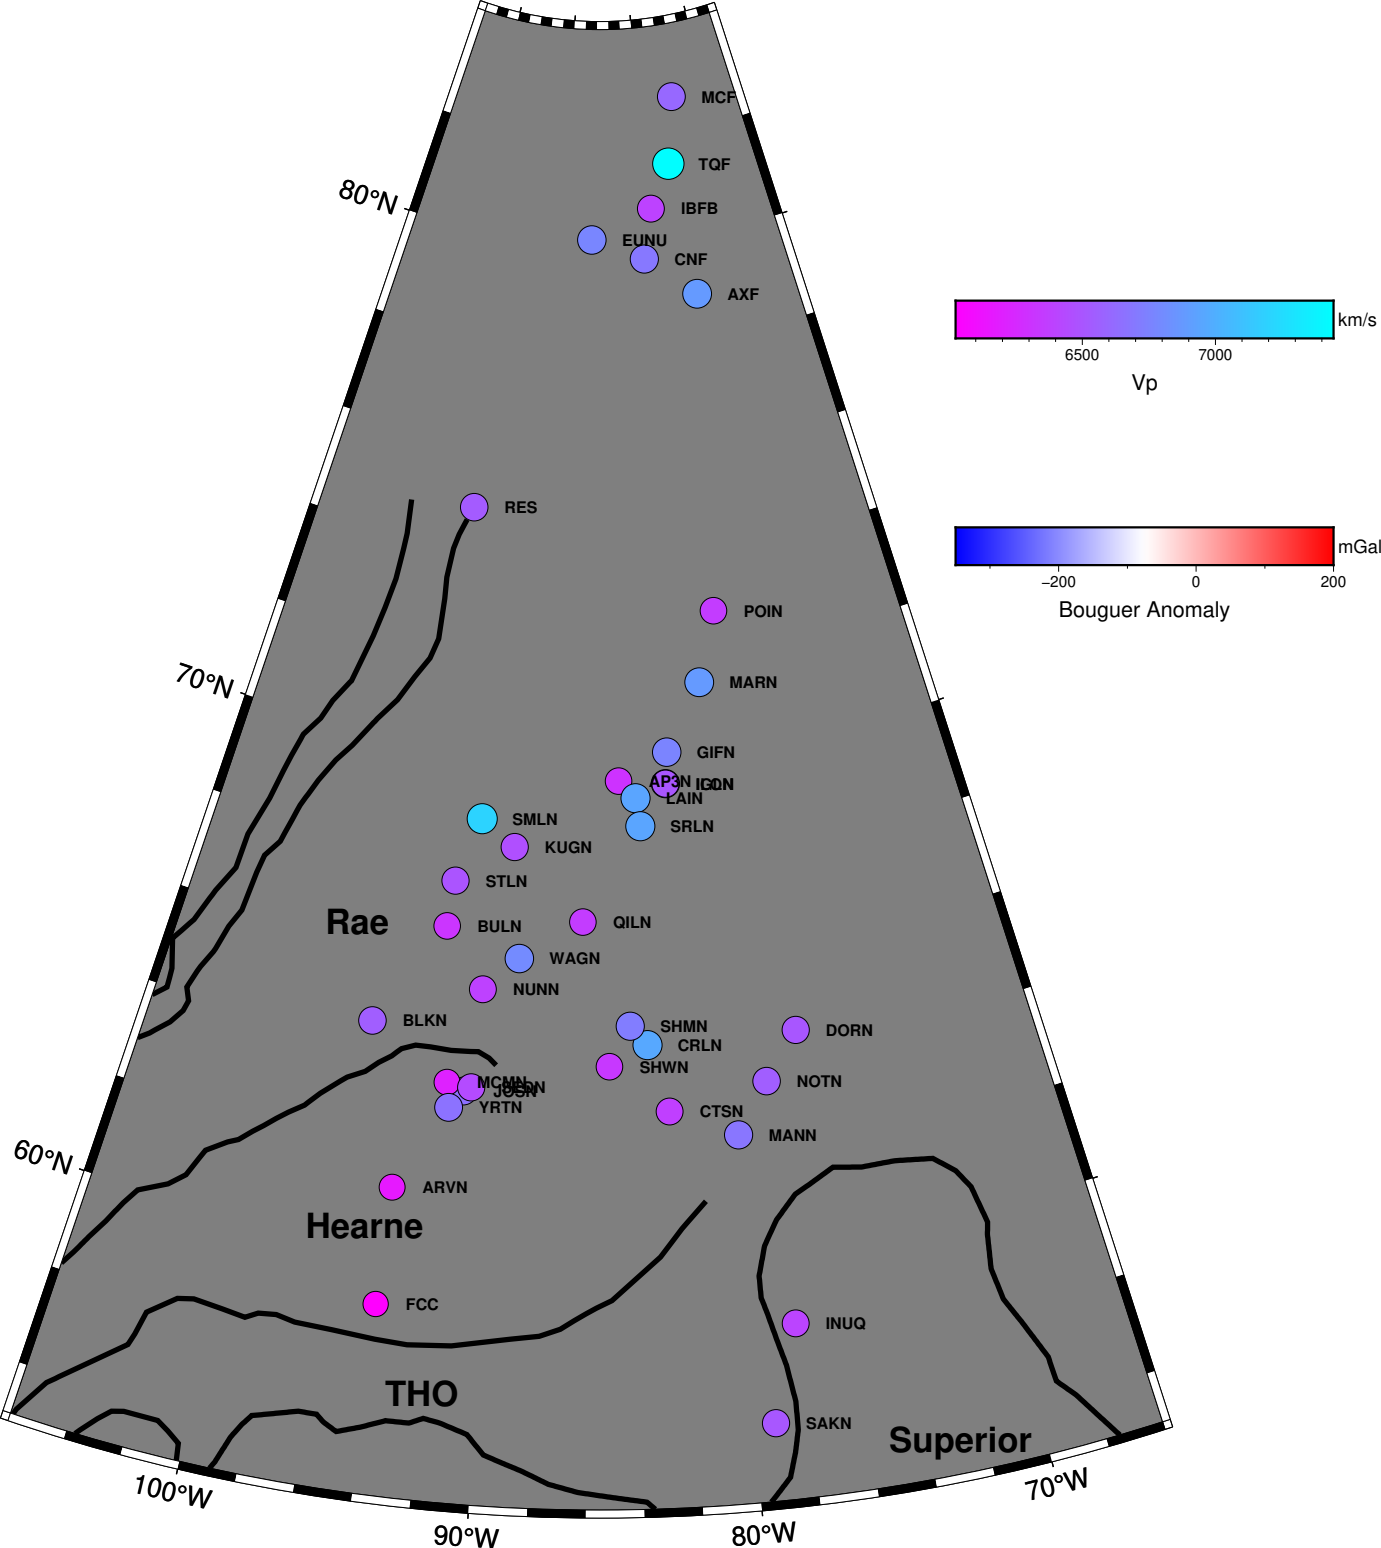 MCF
TQF
80°N
IBFB
EUNU
CNF
AXF
km/s
6500
7000
Vp
RES
mGal
−200
0
200
Bouguer Anomaly
POIN
70°N
MARN
GIFN
AP3N
LAIN
SMLN
SRLN
KUGN
STLN
Rae
BULN
QILN
WAGN
NUNN
BLKN
SHMN
DORN
CRLN
SHWN
MCMN
NOTN
JOSN
YRTN
CTSN
MANN
60°N
ARVN
Hearne
FCC
INUQ
THO
SAKN
Superior
100°W
70°W
90°W
80°W